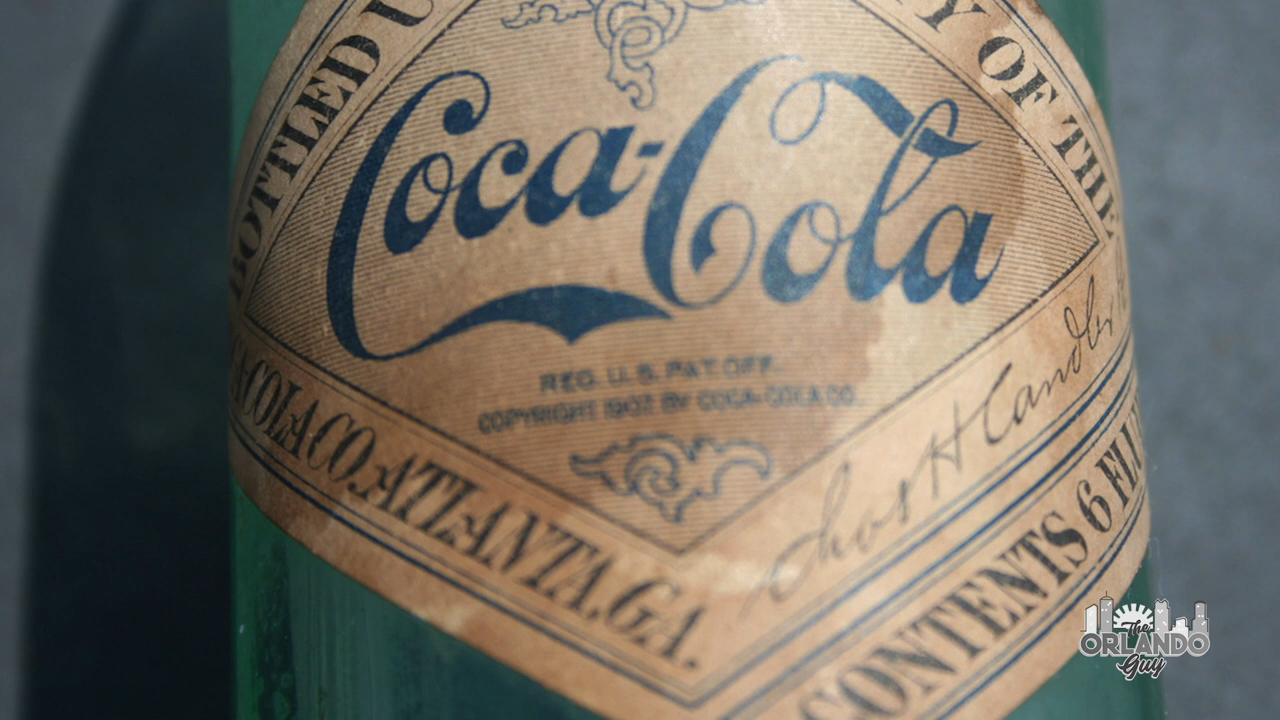 BOTTLED U
Y OF THE
Coca-Cola
REG. U. S. PAT. OFF.
COPYRIGHT 1907 BY COCA-COLA CO.
A-COLA CO. ATLANTA, GA.
Chas H Candler
CONTENTS 6 FLU
The
ORLANDO
Guy